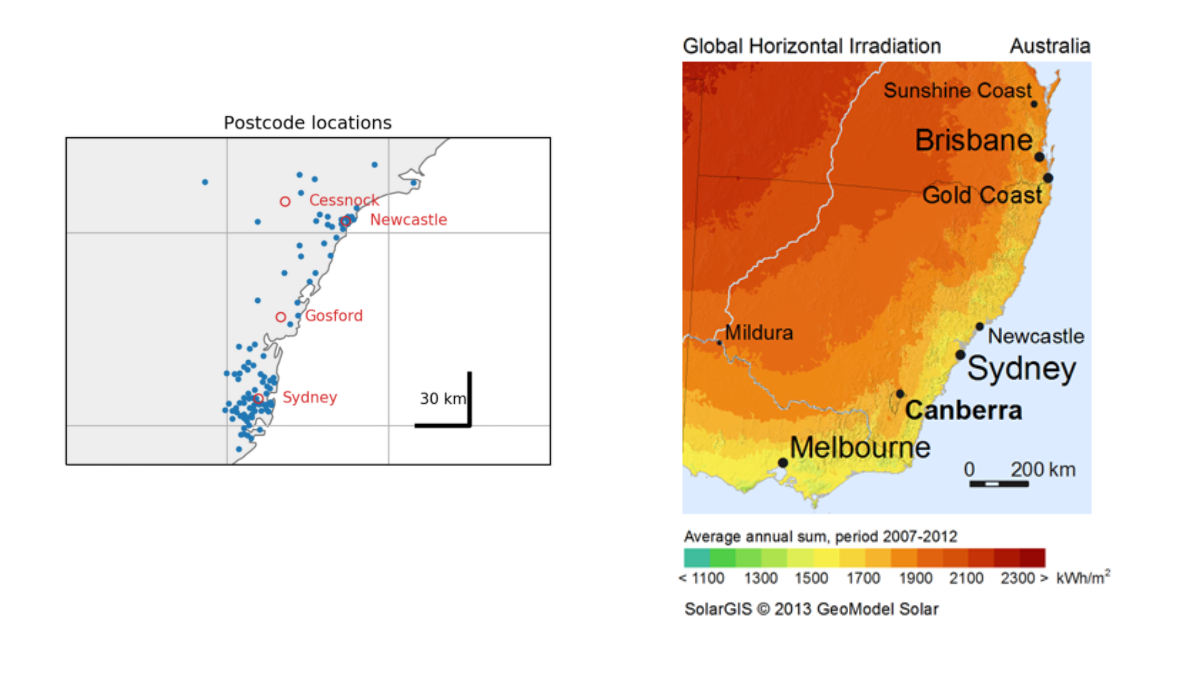 Postcode locations
Cessnock
Newcastle
Gosford
Sydney
30 km
Global Horizontal Irradiation Australia
Sunshine Coast
Brisbane
Gold Coast
Mildura
Newcastle
Sydney
Canberra
Melbourne
0 200 km
Average annual sum, period 2007-2012
< 1100 1300 1500 1700 1900 2100 2300 > kWh/m²
SolarGIS © 2013 GeoModel Solar